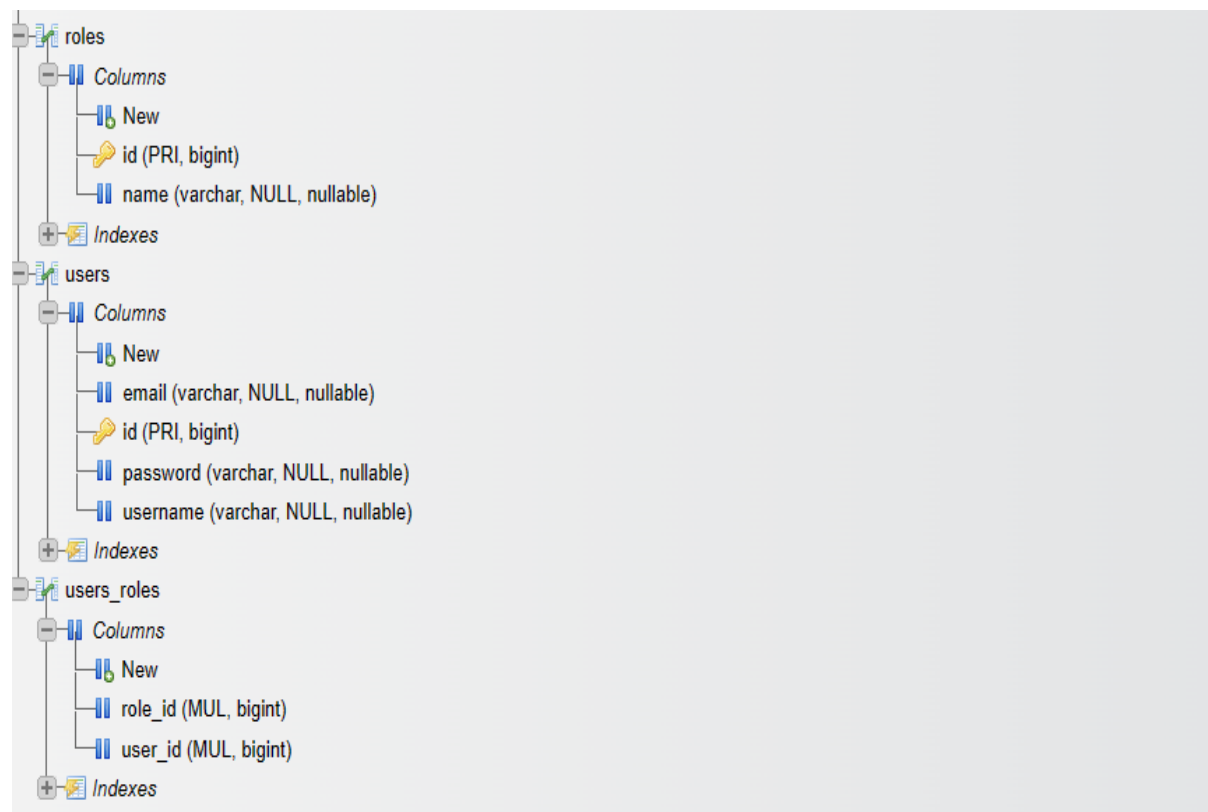 roles
Columns
New
id (PRI, bigint)
name (varchar, NULL, nullable)
Indexes
users
Columns
New
email (varchar, NULL, nullable)
id (PRI, bigint)
password (varchar, NULL, nullable)
username (varchar, NULL, nullable)
Indexes
users_roles
Columns
New
role_id (MUL, bigint)
user_id (MUL, bigint)
Indexes